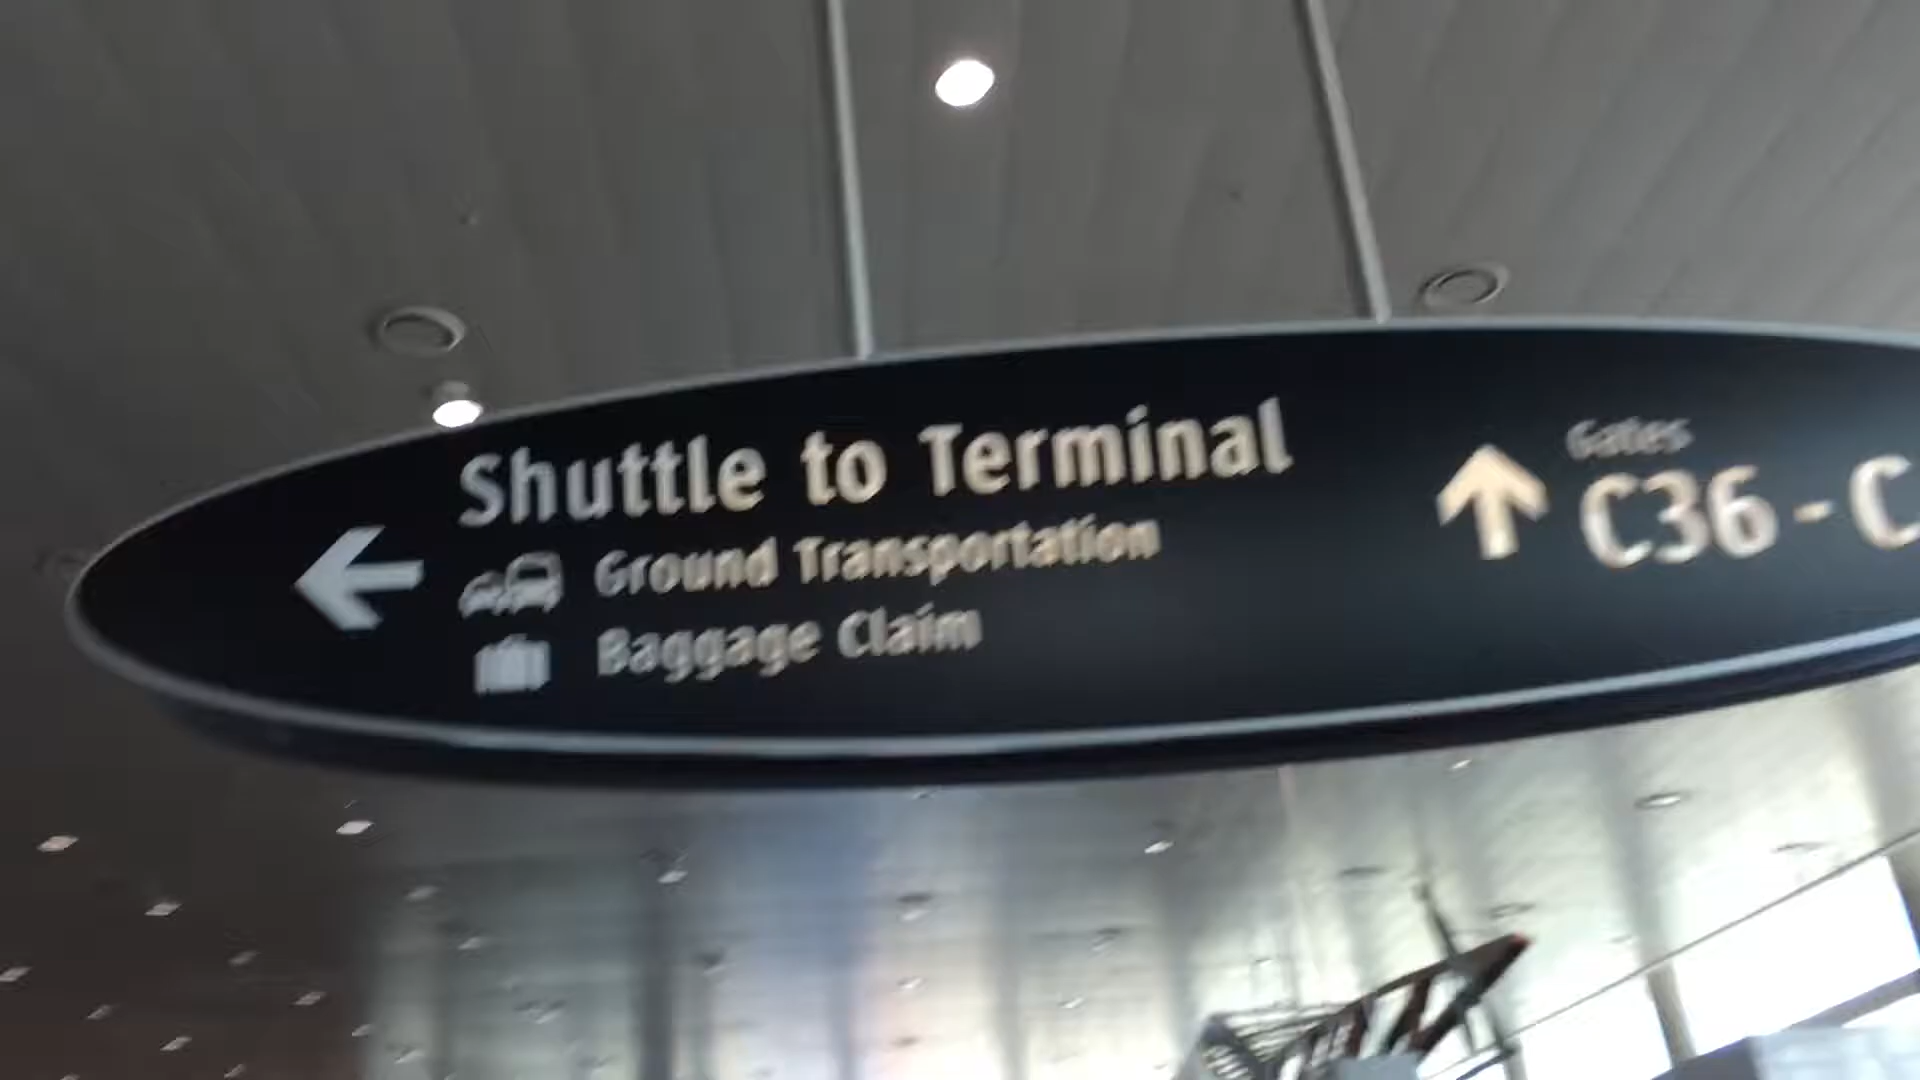 Shuttle to Terminal
Ground Transportation
Baggage Claim
Gates
C36 - C